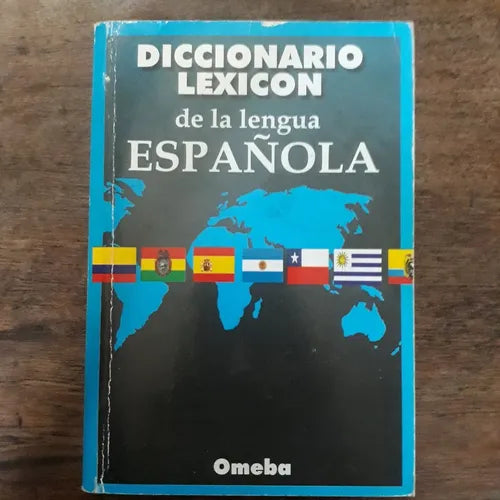 DICCIONARIO
LEXICON
de la lengua
ESPAÑOLA
Omeba